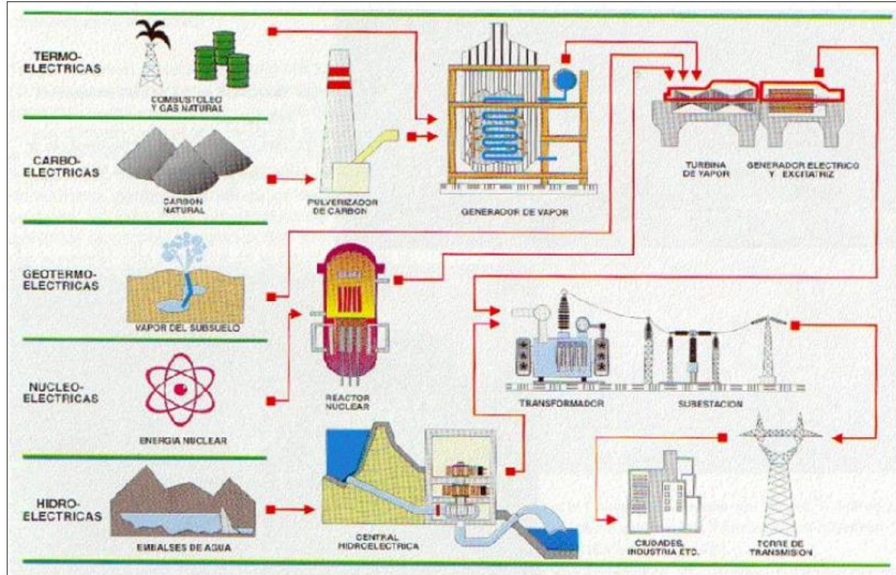 TERMO-
ELECTRICAS
COMBUSTOLEO
Y GAS NATURAL
CARBO-
ELECTRICAS
CARBON
NATURAL
PULVERIZADOR
DE CARBON
GENERADOR DE VAPOR
TURBINA
DE VAPOR
GENERADOR ELECTRICO
Y EXCITATRIZ
GEOTERMO-
ELECTRICAS
VAPOR DEL SUBSUELO
NUCLEO-
ELECTRICAS
ENERGIA NUCLEAR
REACTOR
NUCLEAR
TRANSFORMADOR
SUBESTACION
HIDRO-
ELECTRICAS
EMBALSES DE AGUA
CENTRAL
HIDROELECTRICA
CIUDADES,
INDUSTRIA ETC.
TORRE DE
TRANSMISION